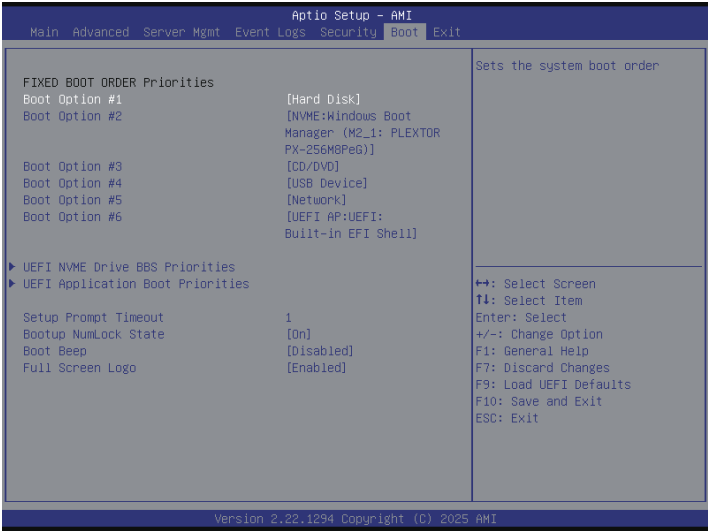 Aptio Setup – AMI
Main Advanced Server Mgmt Event Logs Security Boot Exit
FIXED BOOT ORDER Priorities
Boot Option #1 [Hard Disk]
Boot Option #2 [NVME:Windows Boot
Manager (M2_1: PLEXTOR
PX-256M8PeG)]
Boot Option #3 [CD/DVD]
Boot Option #4 [USB Device]
Boot Option #5 [Network]
Boot Option #6 [UEFI AP:UEFI:
Built-in EFI Shell]
UEFI NVME Drive BBS Priorities
UEFI Application Boot Priorities
Setup Prompt Timeout 1
Bootup NumLock State [On]
Boot Beep [Disabled]
Full Screen Logo [Enabled]
Sets the system boot order
→←: Select Screen
↑↓: Select Item
Enter: Select
+/-: Change Option
F1: General Help
F7: Discard Changes
F9: Load UEFI Defaults
F10: Save and Exit
ESC: Exit
Version 2.22.1294 Copyright (C) 2025 AMI